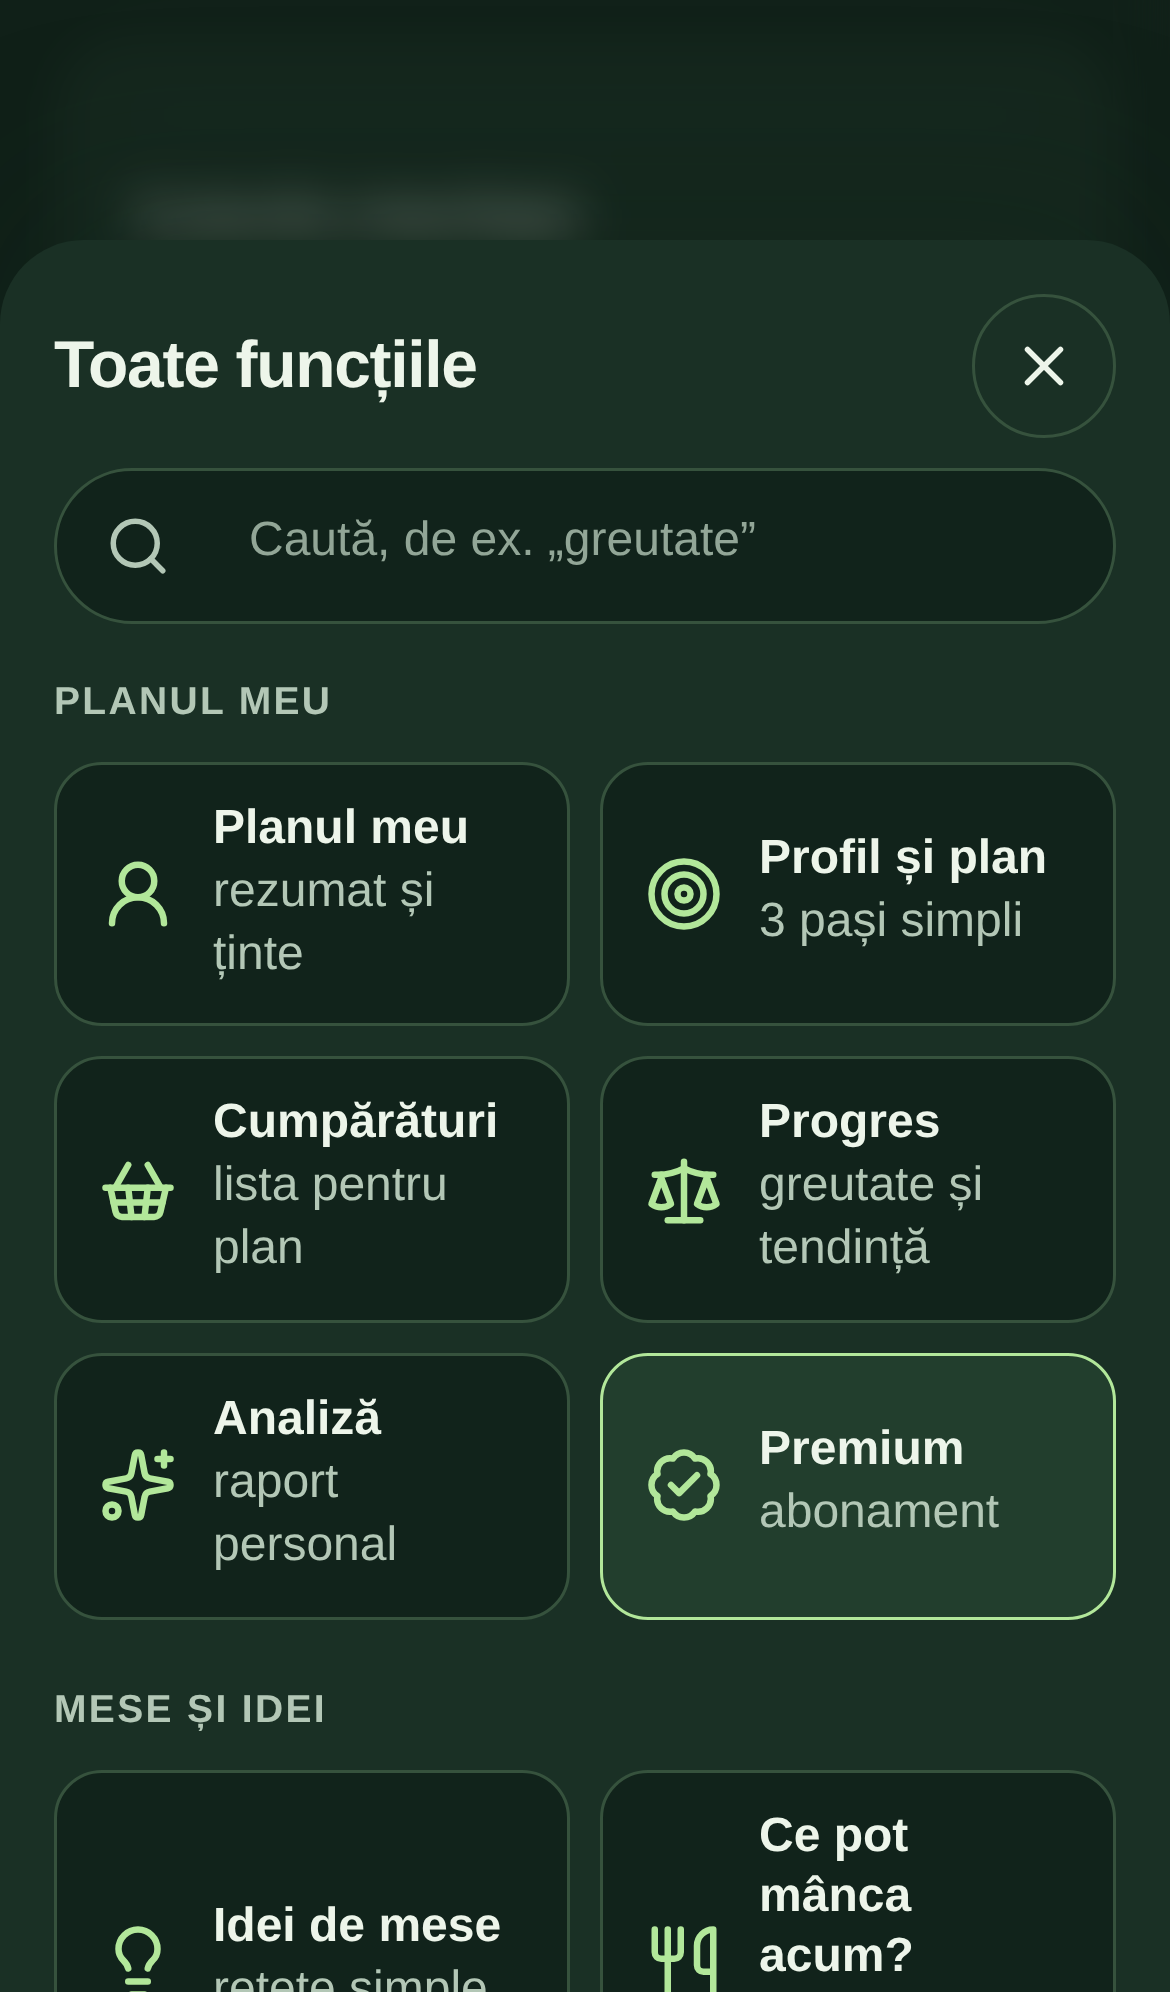 Toate funcțiile
Caută, de ex. „greutate”
PLANUL MEU
Planul meu
rezumat și
ținte
Profil și plan
3 pași simpli
Cumpărături
lista pentru
plan
Progres
greutate și
tendință
Analiză
raport
personal
Premium
abonament
MESE ȘI IDEI
Idei de mese
rețete simple
Ce pot
mânca
acum?